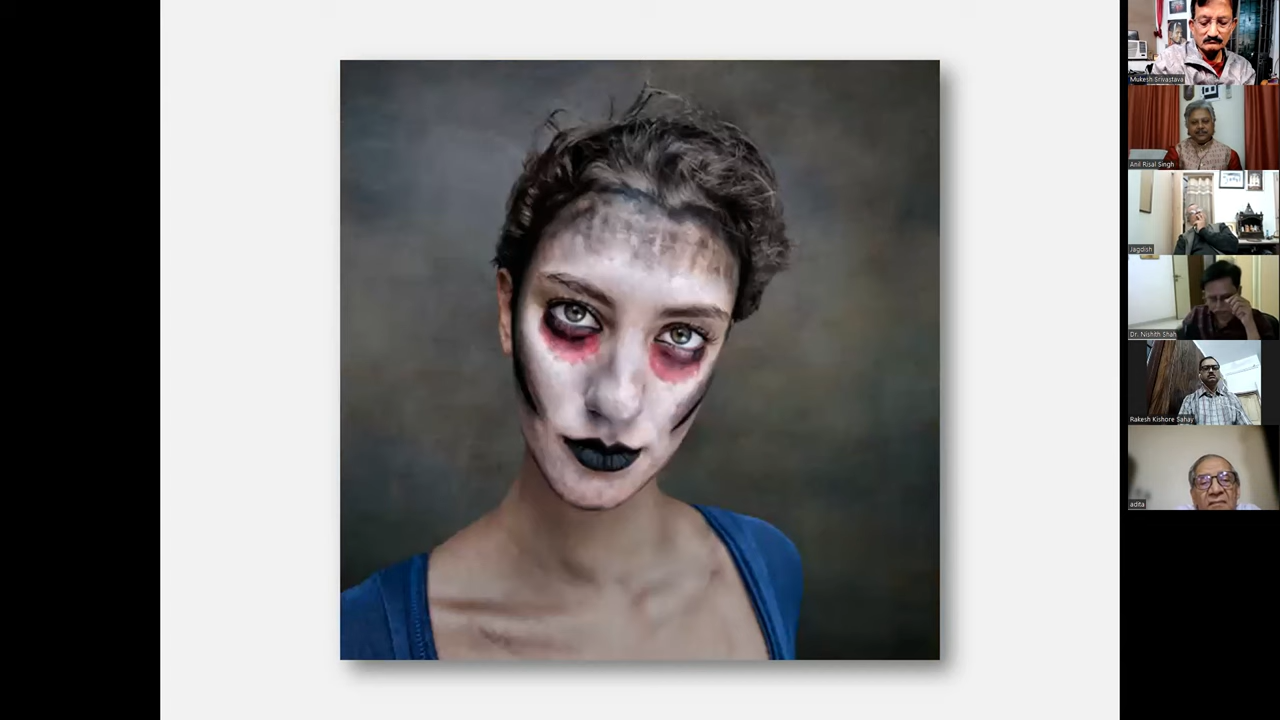 Mukesh Srivastava
Anil Risal Singh
Jagdish
Dr. Nishith Shah
Rakesh Kishore Sahay
adita